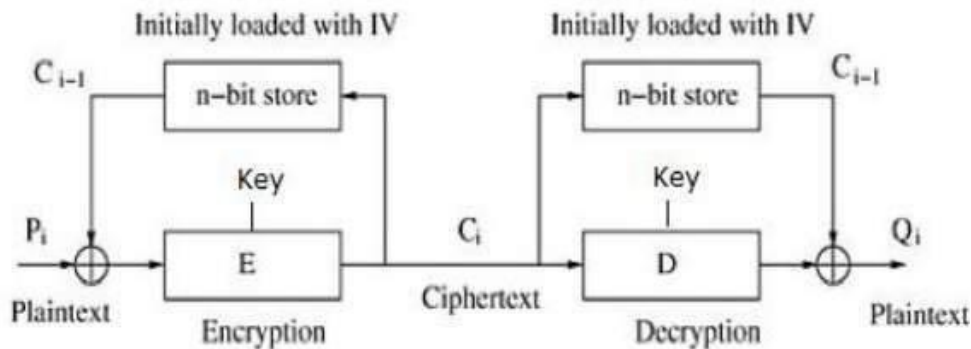 Initially loaded with IV
Initially loaded with IV
C i-1
n-bit store
n-bit store
C i-1
Key
Key
P i
E
C i
D
Q i
Plaintext
Ciphertext
Plaintext
Encryption
Decryption